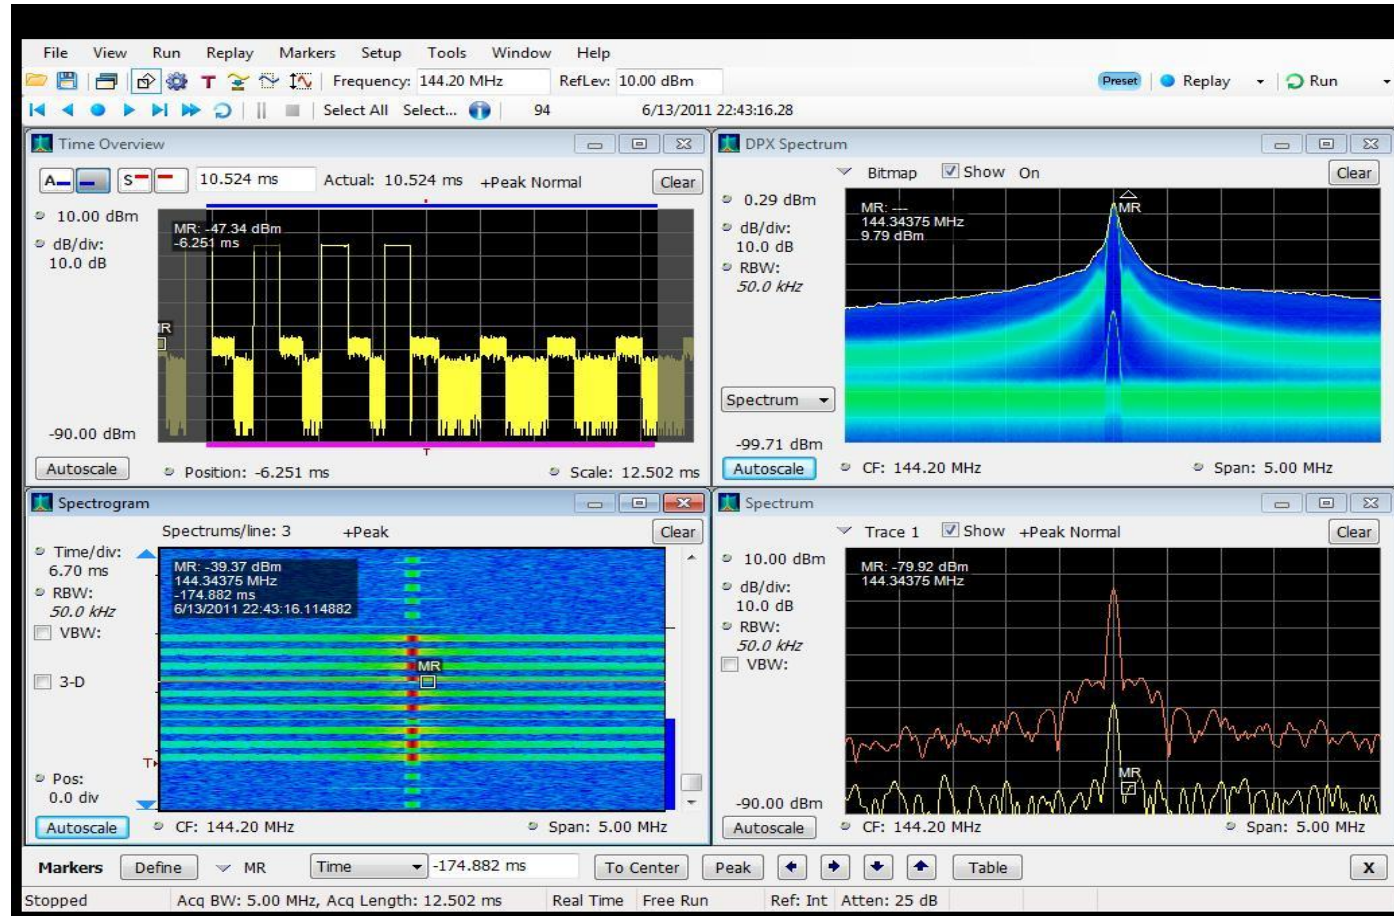 File View Run Replay Markers Setup Tools Window Help
T Frequency: 144.20 MHz RefLev: 10.00 dBm Preset Replay Run
Select All Select... 94 6/13/2011 22:43:16.28
Time Overview
A S 10.524 ms Actual: 10.524 ms +Peak Normal Clear
10.00 dBm
dB/div:
10.0 dB
MR: -47.34 dBm
-6.251 ms
-90.00 dBm
T
Autoscale Position: -6.251 ms Scale: 12.502 ms
DPX Spectrum
Bitmap Show On Clear
0.29 dBm
dB/div:
10.0 dB
RBW:
50.0 kHz
MR: ---
144.34375 MHz
9.79 dBm
MR
Spectrum
-99.71 dBm
Autoscale CF: 144.20 MHz Span: 5.00 MHz
Spectrogram
Spectrums/line: 3 +Peak Clear
Time/div:
6.70 ms
RBW:
50.0 kHz
VBW:
3-D
MR: -39.37 dBm
144.34375 MHz
-174.882 ms
6/13/2011 22:43:16.114882
MR
T
Pos:
0.0 div
Autoscale CF: 144.20 MHz Span: 5.00 MHz
Spectrum
Trace 1 Show +Peak Normal Clear
10.00 dBm
dB/div:
10.0 dB
RBW:
50.0 kHz
VBW:
MR: -79.92 dBm
144.34375 MHz
MR
-90.00 dBm
Autoscale CF: 144.20 MHz Span: 5.00 MHz
Markers Define MR Time -174.882 ms To Center Peak Table X
Stopped Acq BW: 5.00 MHz, Acq Length: 12.502 ms Real Time Free Run Ref: Int Atten: 25 dB